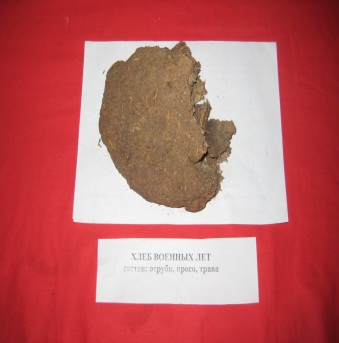 ХЛЕБ ВОЕННЫХ ЛЕТ
состав: отруби, просо, трава